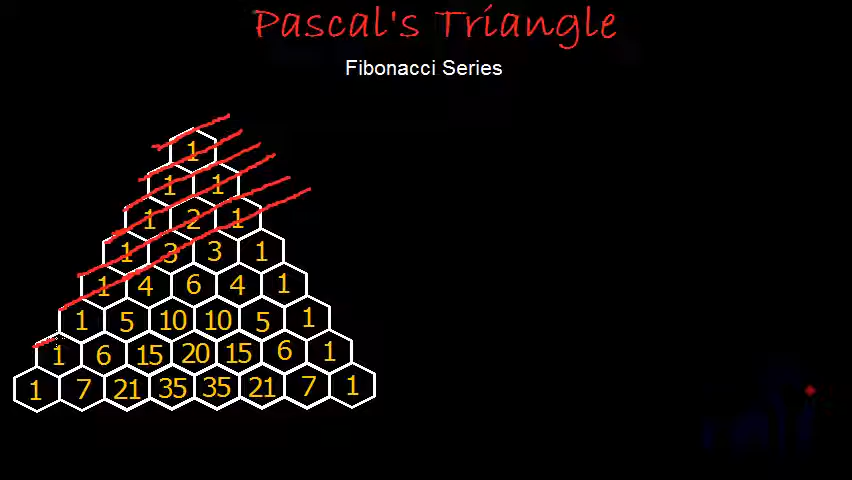 Pascal's Triangle
Fibonacci Series
1
1 1
1 2 1
1 3 3 1
1 4 6 4 1
1 5 10 10 5 1
1 6 15 20 15 6 1
1 7 21 35 35 21 7 1